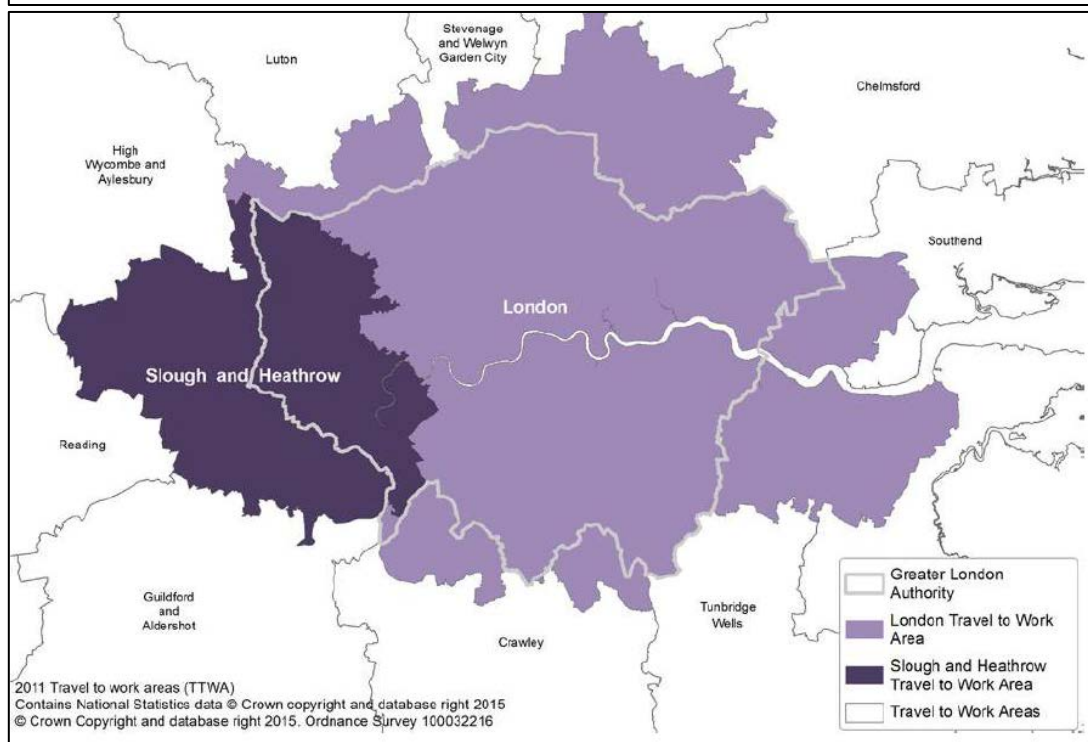 Stevenage
and Welwyn
Garden City
Luton
Chelmsford
High
Wycombe and
Aylesbury
Southend
London
Slough and Heathrow
Reading
Guildford
and
Aldershot
Crawley
Tunbridge
Wells
Greater London
Authority
London Travel to Work
Area
Slough and Heathrow
Travel to Work Area
Travel to Work Areas
2011 Travel to work areas (TTWA)
Contains National Statistics data © Crown copyright and database right 2015
© Crown Copyright and database right 2015. Ordnance Survey 100032216